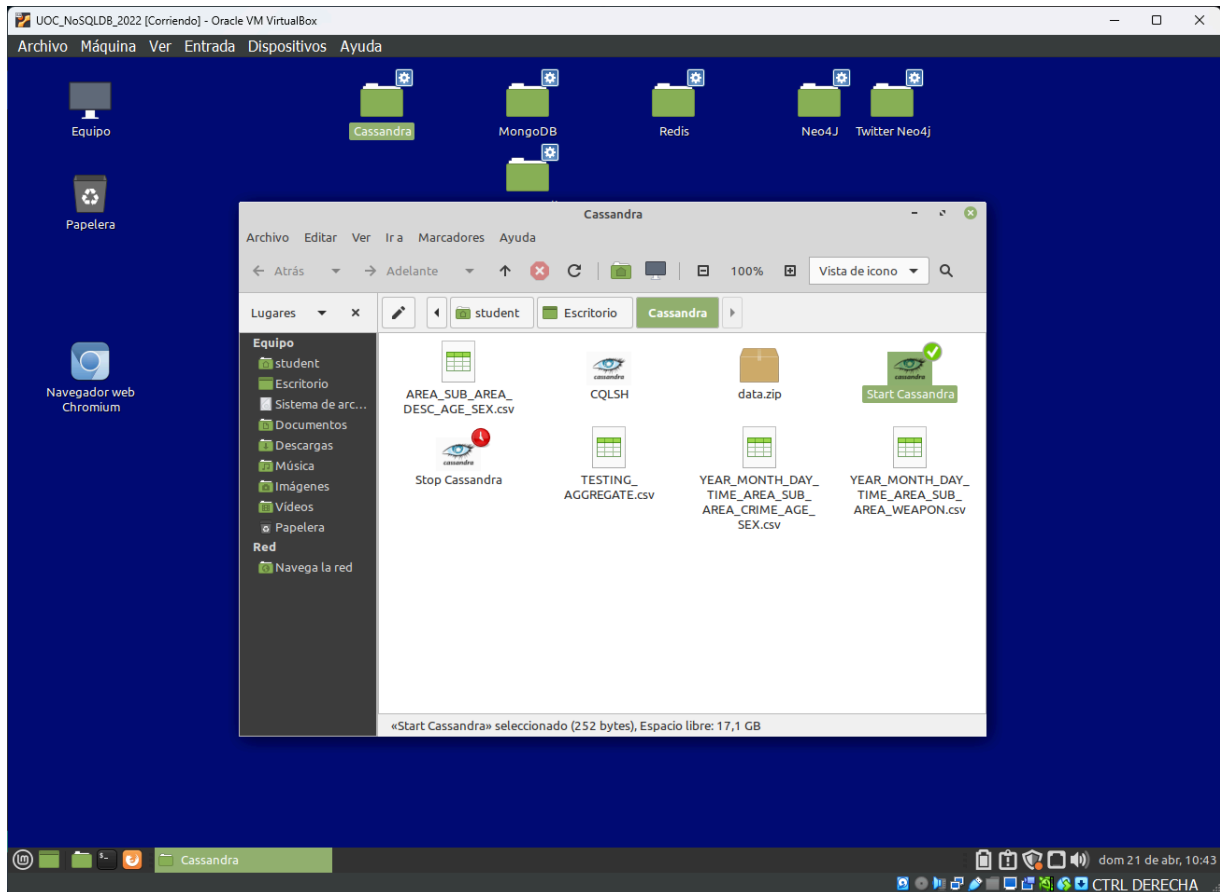 UOC_NoSQLDB_2022 [Corriendo] - Oracle VM VirtualBox
Archivo Máquina Ver Entrada Dispositivos Ayuda
Equipo
Cassandra
MongoDB
Redis
Neo4J
Twitter Neo4j
Papelera
Navegador web
Chromium
Cassandra
Archivo Editar Ver Ir a Marcadores Ayuda
Atrás Adelante 100% Vista de icono
Lugares student Escritorio Cassandra
Equipo
student
Escritorio
Sistema de arc...
Documentos
Descargas
Música
Imágenes
Vídeos
Papelera
Red
Navega la red
AREA_SUB_AREA_
DESC_AGE_SEX.csv
cassandra
CQLSH
data.zip
cassandra
Start Cassandra
cassandra
Stop Cassandra
TESTING_
AGGREGATE.csv
YEAR_MONTH_DAY_
TIME_AREA_SUB_
AREA_CRIME_AGE_
SEX.csv
YEAR_MONTH_DAY_
TIME_AREA_SUB_
AREA_WEAPON.csv
«Start Cassandra» seleccionado (252 bytes), Espacio libre: 17,1 GB
Cassandra
dom 21 de abr, 10:43
CTRL DERECHA